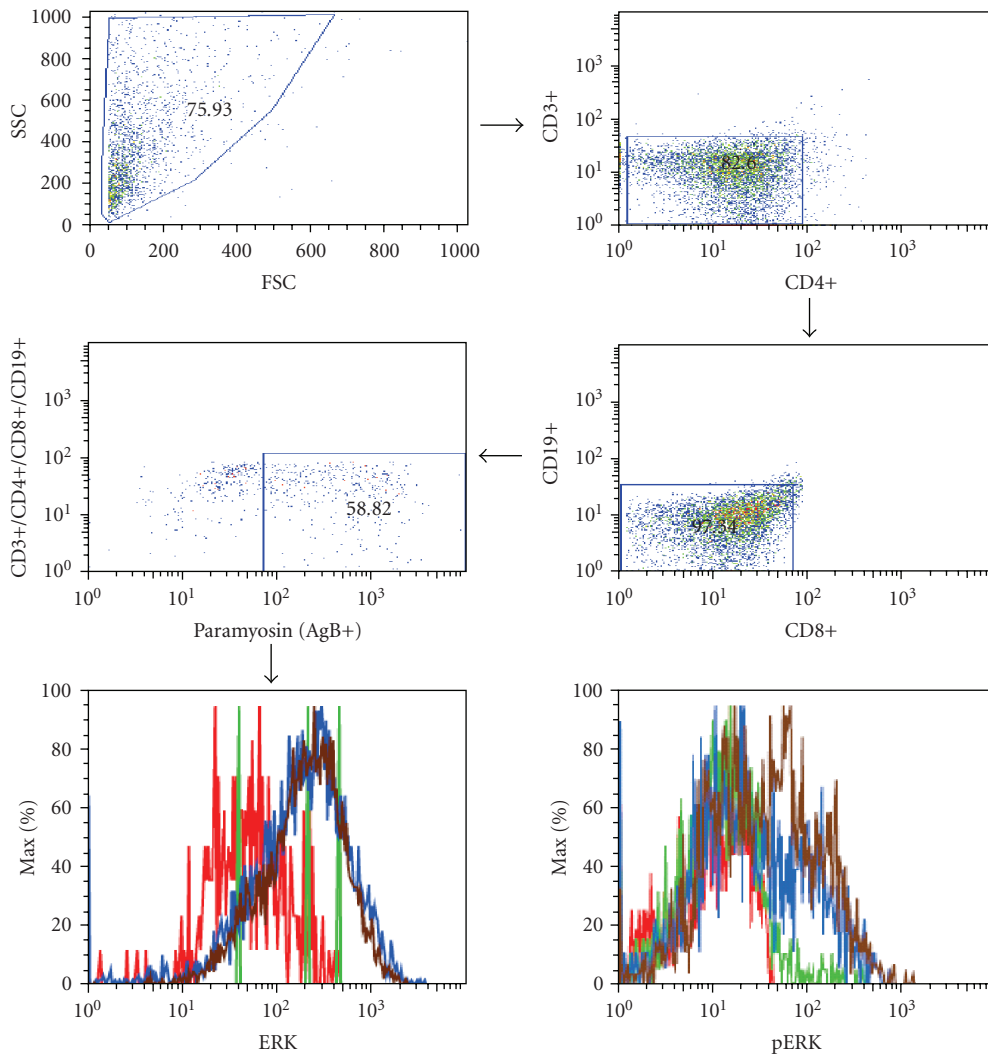 1000
800
600
400
200
0
SSC
75.93
0 200 400 600 800 1000
FSC
10^3
10^2
10^1
10^0
CD3+
82.6
10^0 10^1 10^2 10^3
CD4+
10^3
10^2
10^1
10^0
CD3+/CD4+/CD8+/CD19+
58.82
10^0 10^1 10^2 10^3
Paramyosin (AgB+)
10^3
10^2
10^1
10^0
CD19+
97.34
10^0 10^1 10^2 10^3
CD8+
100
80
60
40
20
0
Max (%)
10^0 10^1 10^2 10^3
ERK
100
80
60
40
20
0
Max (%)
10^0 10^1 10^2 10^3
pERK